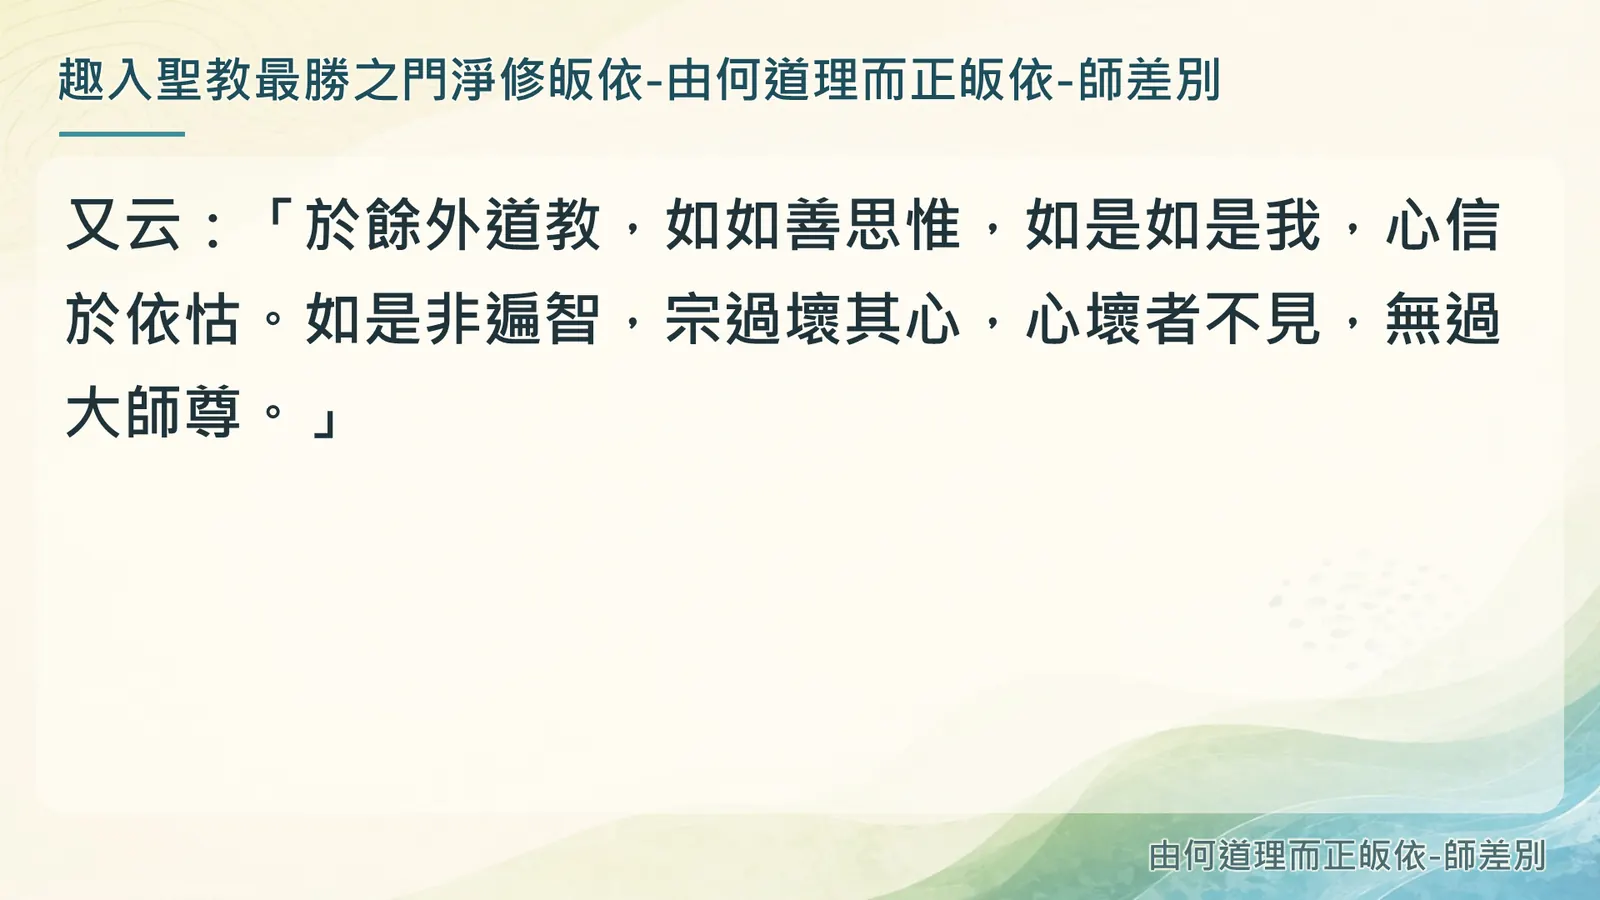 趣入聖教最勝之門淨修皈依-由何道理而正皈依-師差別
又云：「於餘外道教，如如善思惟，如是如是我，心信
於依怙。如是非遍智，宗過壞其心，心壞者不見，無過
大師尊。」
由何道理而正皈依-師差別